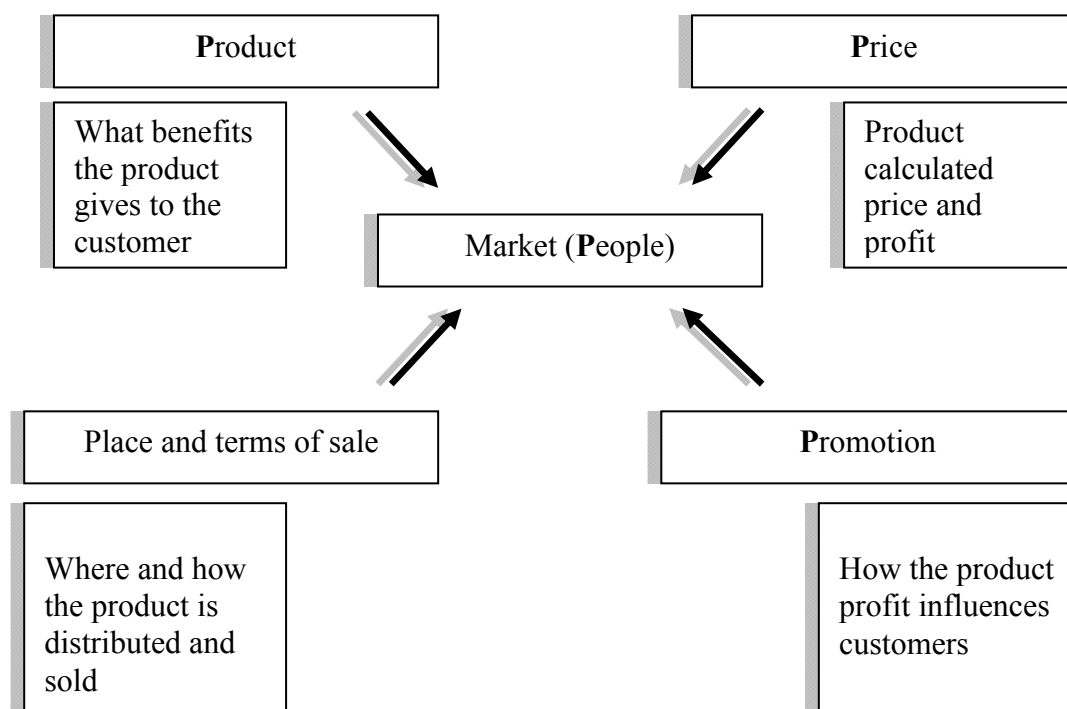 Product
What benefits
the product
gives to the
customer
Price
Product
calculated
price and
profit
Market (People)
Place and terms of sale
Where and how
the product is
distributed and
sold
Promotion
How the product
profit influences
customers